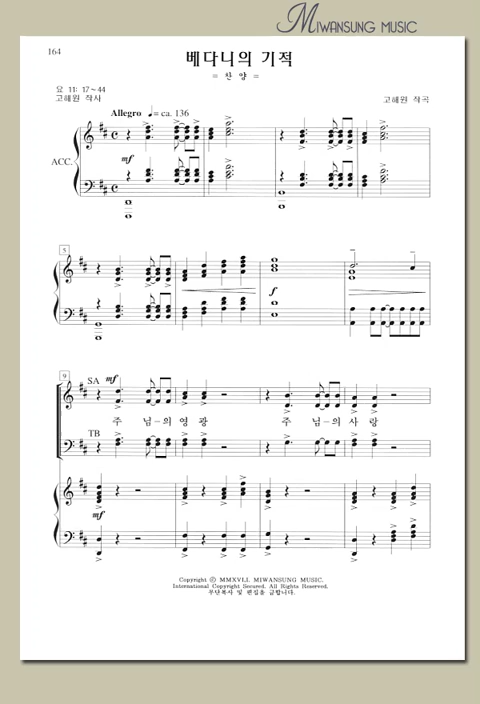 MIWANSUNG MUSIC
164
베다니의 기적
= 찬 양 =
요 11: 17~44
고해원 작사
고해원 작곡
Allegro ♩= ca. 136
ACC.
mf
5
f
9
SA
mf
주 님-의 영 광 주 님-의 사 랑
TB
mf
Copyright ⓒ MMXVI.I. MIWANSUNG MUSIC.
International Copyright Secured. All Rights Reserved.
무단복사 및 편집을 금합니다.